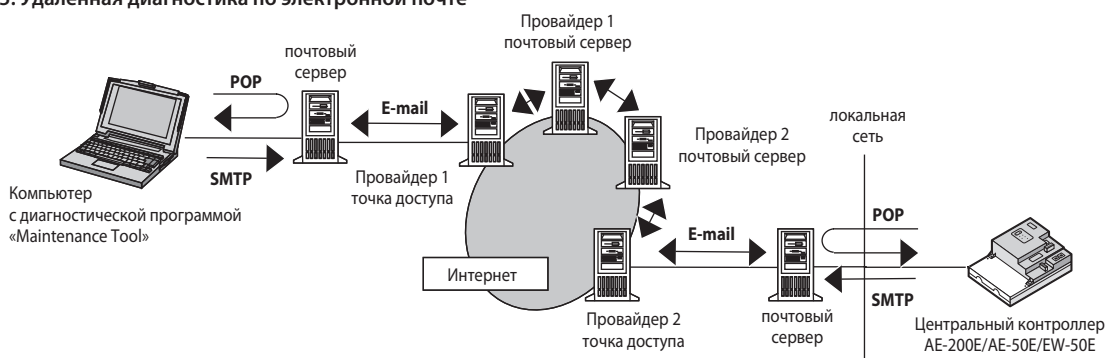 3. Удаленная диагностика по электронной почте
Провайдер 1
почтовый сервер
почтовый
сервер
POP
E-mail
SMTP
Провайдер 1
точка доступа
Компьютер
с диагностической программой
«Maintenance Tool»
Провайдер 2
почтовый сервер
локальная
сеть
Интернет
E-mail
POP
SMTP
Провайдер 2
точка доступа
почтовый
сервер
Центральный контроллер
AE-200E/AE-50E/EW-50E